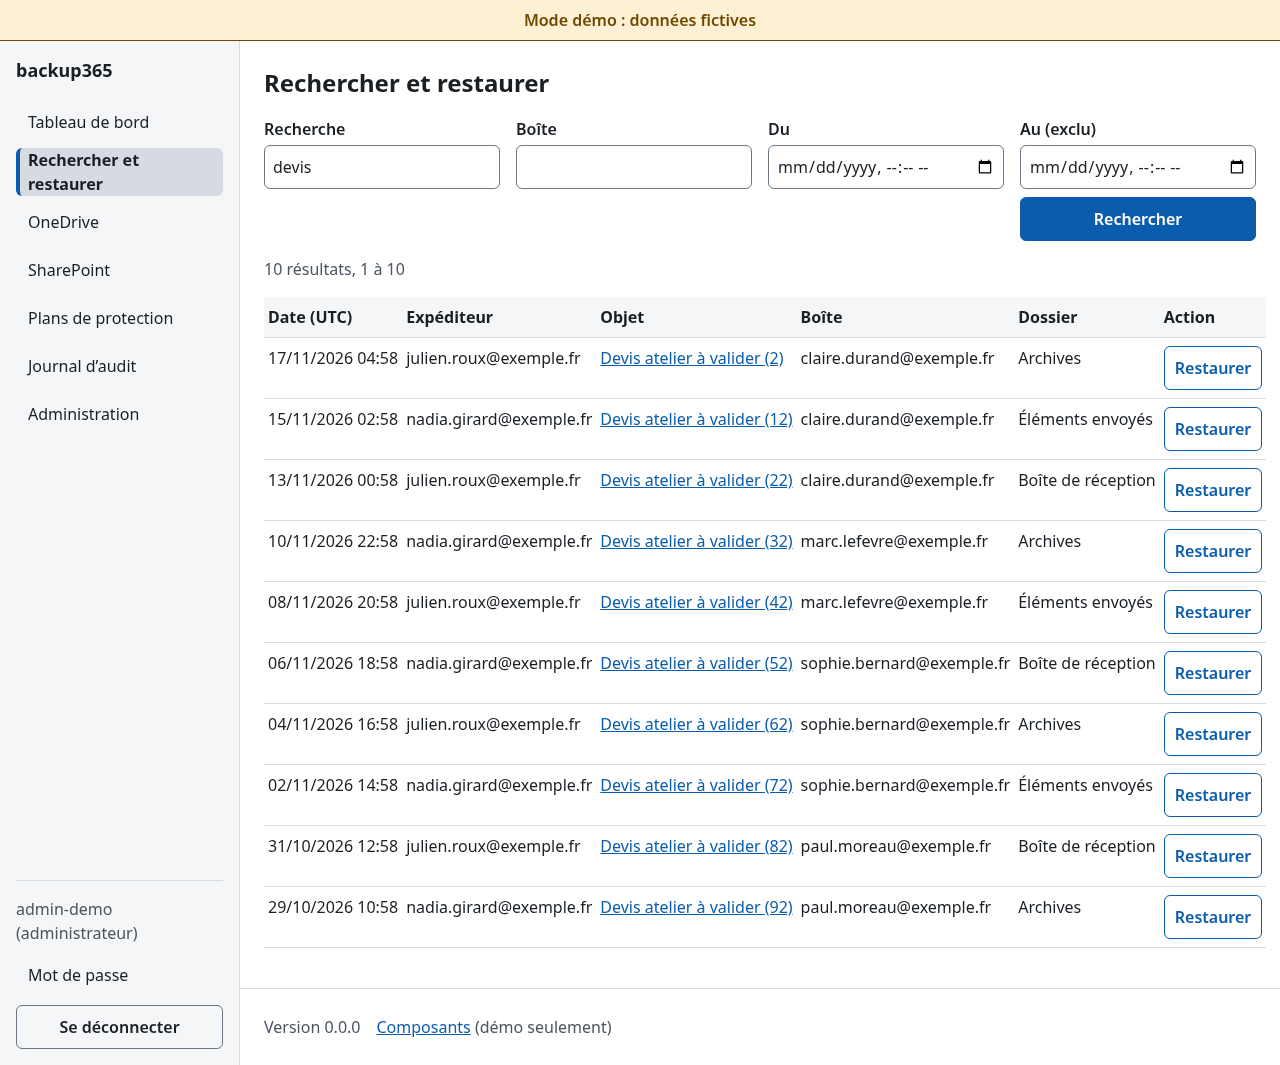 Mode démo : données fictives
backup365
Tableau de bord
Rechercher et
restaurer
OneDrive
SharePoint
Plans de protection
Journal d’audit
Administration
admin-demo
(administrateur)
Mot de passe
Se déconnecter
Rechercher et restaurer
Recherche Boîte Du Au (exclu)
devis mm/dd/yyyy, --:-- -- mm/dd/yyyy, --:-- --
Rechercher
10 résultats, 1 à 10
Date (UTC) Expéditeur Objet Boîte Dossier Action
17/11/2026 04:58 julien.roux@exemple.fr Devis atelier à valider (2) claire.durand@exemple.fr Archives Restaurer
15/11/2026 02:58 nadia.girard@exemple.fr Devis atelier à valider (12) claire.durand@exemple.fr Éléments envoyés Restaurer
13/11/2026 00:58 julien.roux@exemple.fr Devis atelier à valider (22) claire.durand@exemple.fr Boîte de réception Restaurer
10/11/2026 22:58 nadia.girard@exemple.fr Devis atelier à valider (32) marc.lefevre@exemple.fr Archives Restaurer
08/11/2026 20:58 julien.roux@exemple.fr Devis atelier à valider (42) marc.lefevre@exemple.fr Éléments envoyés Restaurer
06/11/2026 18:58 nadia.girard@exemple.fr Devis atelier à valider (52) sophie.bernard@exemple.fr Boîte de réception Restaurer
04/11/2026 16:58 julien.roux@exemple.fr Devis atelier à valider (62) sophie.bernard@exemple.fr Archives Restaurer
02/11/2026 14:58 nadia.girard@exemple.fr Devis atelier à valider (72) sophie.bernard@exemple.fr Éléments envoyés Restaurer
31/10/2026 12:58 julien.roux@exemple.fr Devis atelier à valider (82) paul.moreau@exemple.fr Boîte de réception Restaurer
29/10/2026 10:58 nadia.girard@exemple.fr Devis atelier à valider (92) paul.moreau@exemple.fr Archives Restaurer
Version 0.0.0 Composants (démo seulement)